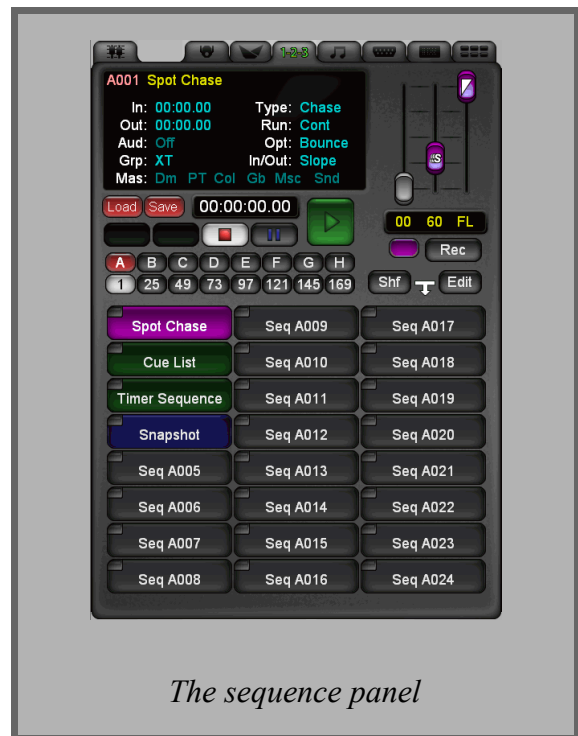 1-2-3
A001 Spot Chase
In: 00:00.00 Type: Chase
Out: 00:00.00 Run: Cont
Aud: Off Opt: Bounce
Grp: XT In/Out: Slope
Mas: Dm PT Col Gb Msc Snd
Load Save 00:00:00.00
S
00 60 FL
Rec
A B C D E F G H
1 25 49 73 97 121 145 169
Shf Edit
Spot Chase Seq A009 Seq A017
Cue List Seq A010 Seq A018
Timer Sequence Seq A011 Seq A019
Snapshot Seq A012 Seq A020
Seq A005 Seq A013 Seq A021
Seq A006 Seq A014 Seq A022
Seq A007 Seq A015 Seq A023
Seq A008 Seq A016 Seq A024
The sequence panel